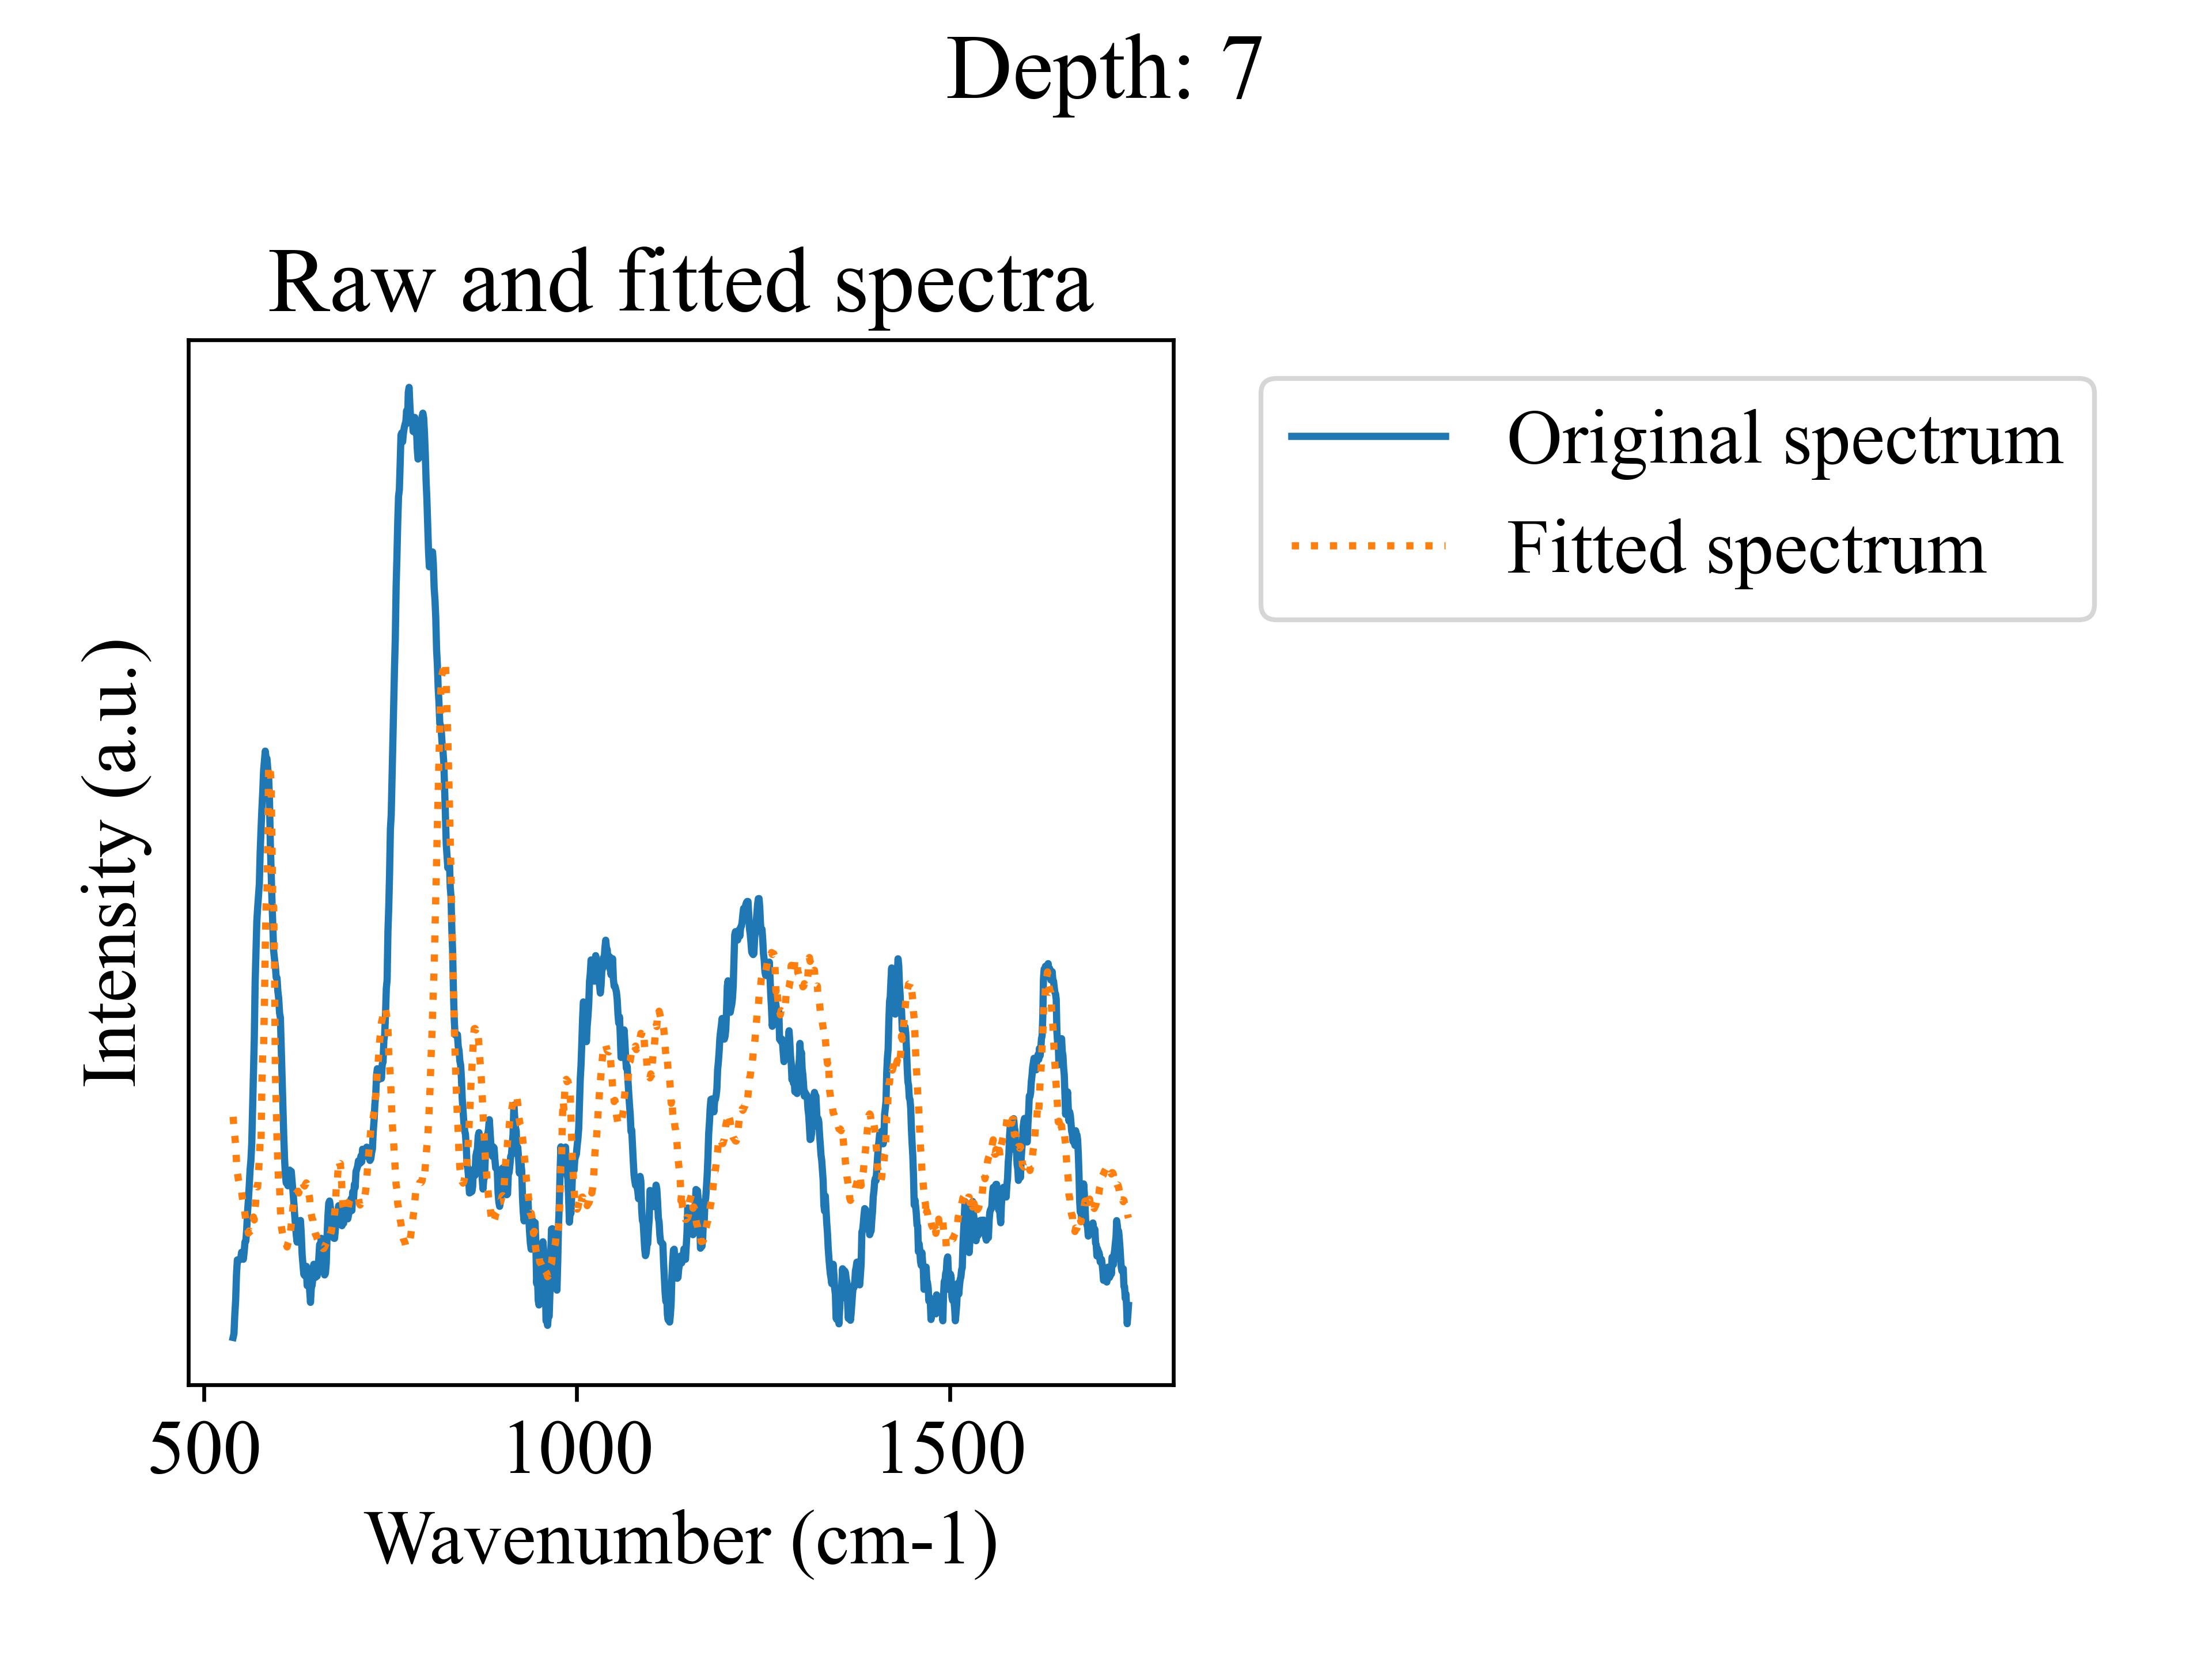 Depth: 7
Raw and fitted spectra
Original spectrum
Fitted spectrum
Intensity (a.u.)
500 1000 1500
Wavenumber (cm-1)